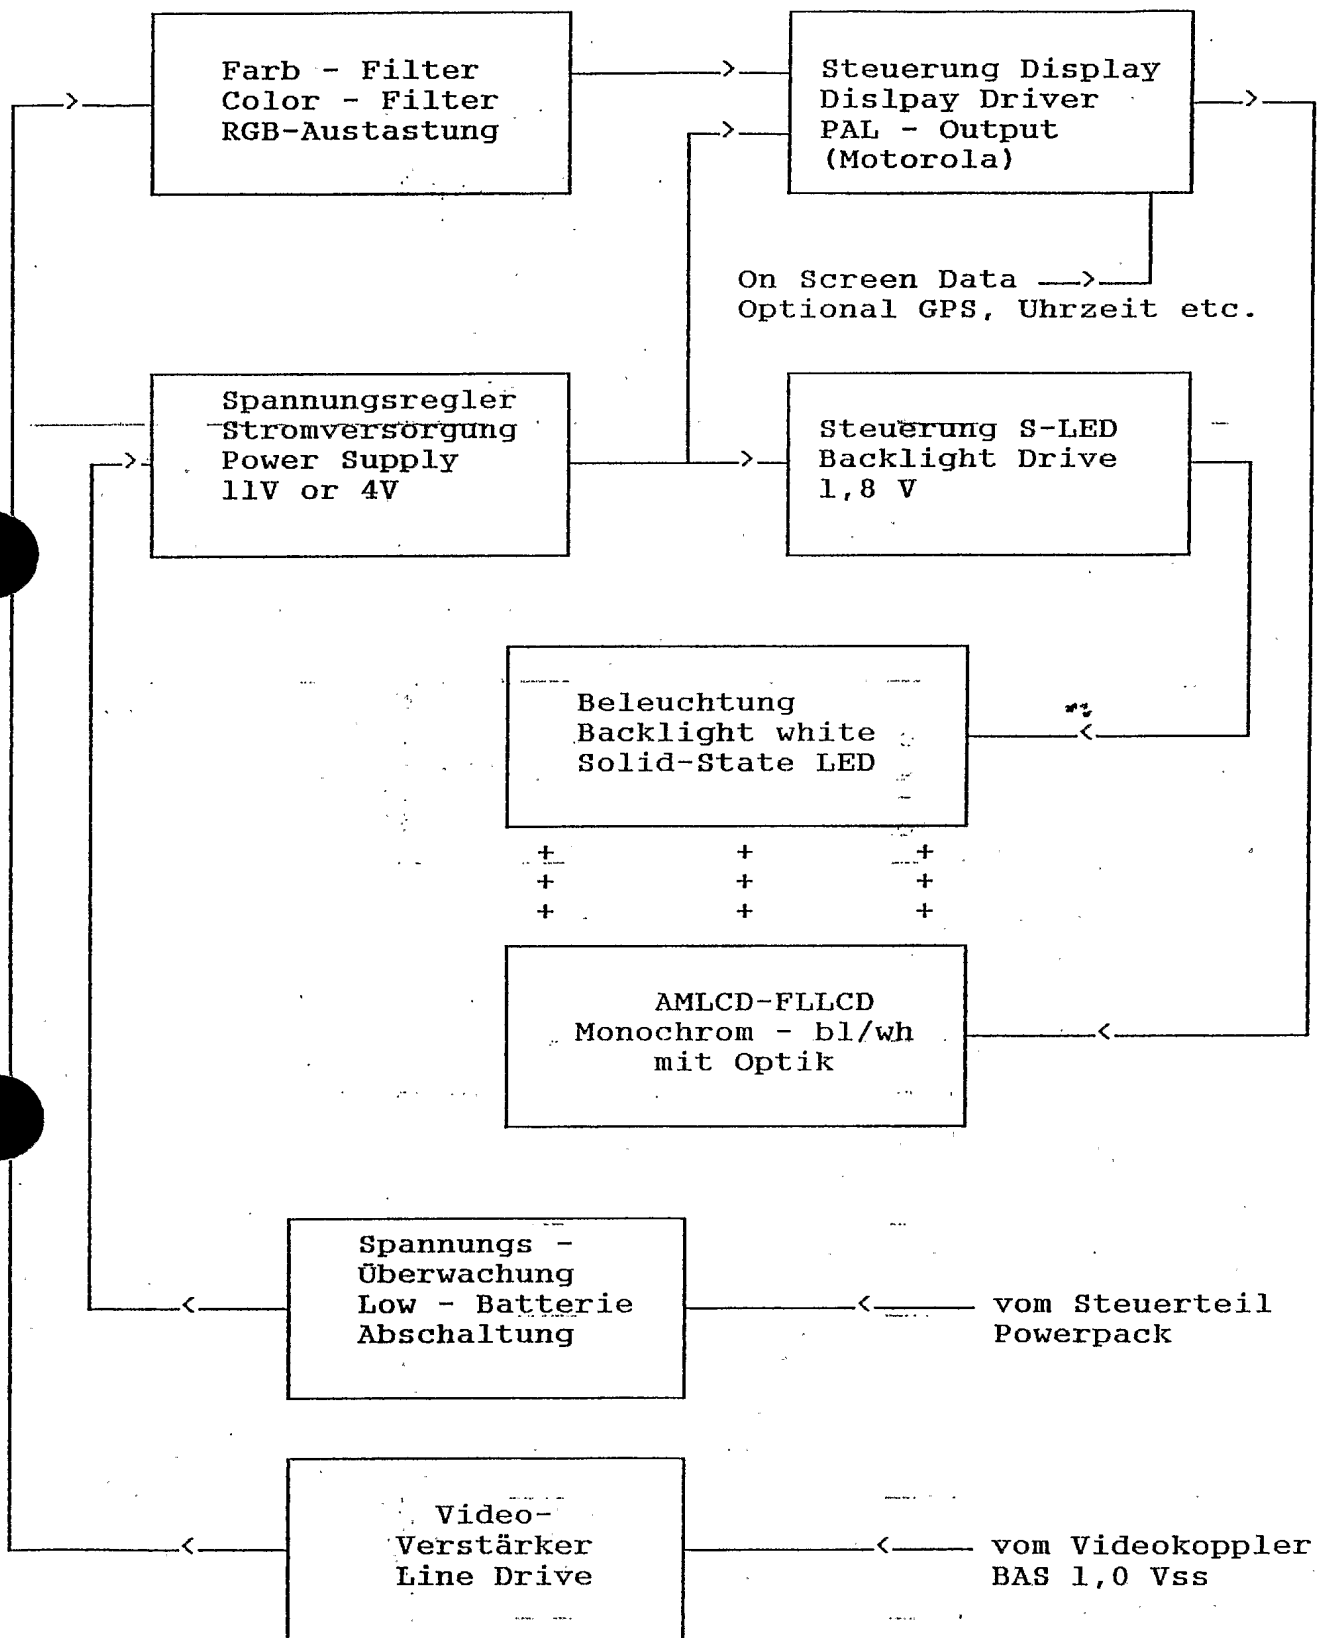 Farb - Filter
Color - Filter
RGB-Austastung
Steuerung Display
Dislpay Driver
PAL - Output
(Motorola)
On Screen Data
Optional GPS, Uhrzeit etc.
Spannungsregler
Stromversorgung
Power Supply
11V or 4V
Steuerung S-LED
Backlight Drive
1,8 V
Beleuchtung
Backlight white
Solid-State LED
+ + +
+ + +
+ + +
AMLCD-FLLCD
Monochrom - bl/wh
mit Optik
Spannungs -
Überwachung
Low - Batterie
Abschaltung
vom Steuerteil
Powerpack
Video-
Verstärker
Line Drive
vom Videokoppler
BAS 1,0 Vss